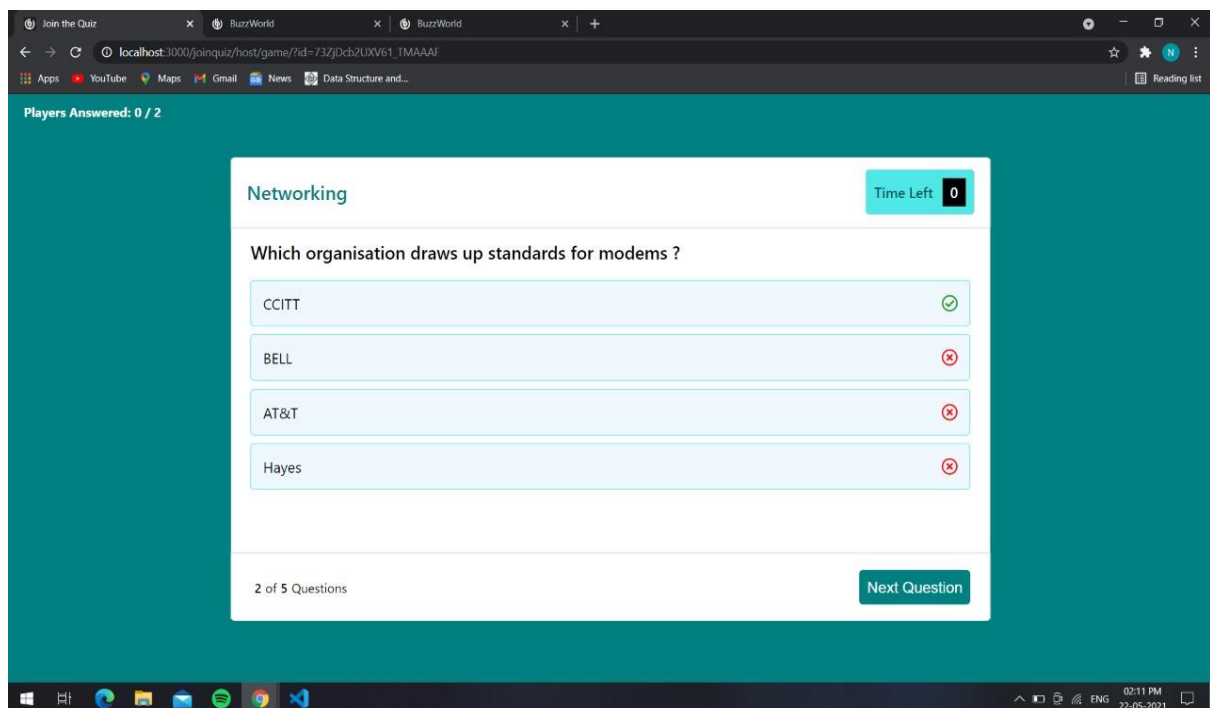 Join the Quiz
BuzzWorld
BuzzWorld
localhost:3000/joinquiz/host/game/?id=73ZjDcb2UXV61_TMAAAF
N
Apps YouTube Maps Gmail GB News Data Structure and... Reading list
Players Answered: 0 / 2
Networking
Time Left 0
Which organisation draws up standards for modems ?
CCITT
BELL
AT&T
Hayes
2 of 5 Questions
Next Question
ENG
02:11 PM
22-05-2021